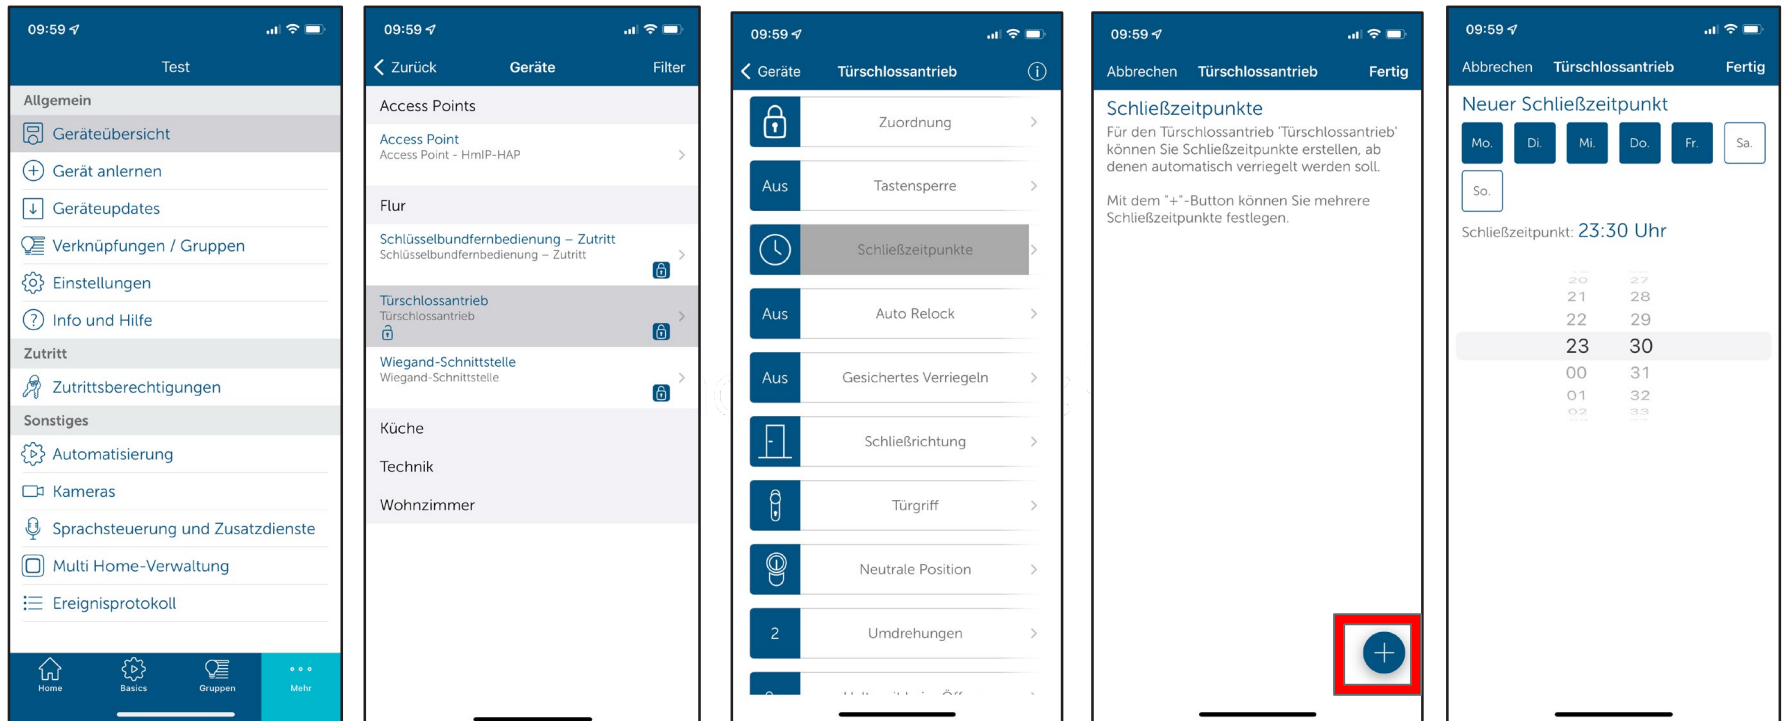 09:59
Test
Allgemein
Geräteübersicht
Gerät anlernen
Geräteupdates
Verknüpfungen / Gruppen
Einstellungen
Info und Hilfe
Zutritt
Zutrittsberechtigungen
Sonstiges
Automatisierung
Kameras
Sprachsteuerung und Zusatzdienste
Multi Home-Verwaltung
Ereignisprotokoll
Home Basics Gruppen Mehr
09:59
Zurück Geräte Filter
Access Points
Access Point
Access Point - HmIP-HAP
Flur
Schlüsselbundfernbedienung – Zutritt
Schlüsselbundfernbedienung – Zutritt
Türschlossantrieb
Türschlossantrieb
Wiegand-Schnittstelle
Wiegand-Schnittstelle
Küche
Technik
Wohnzimmer
09:59
Geräte Türschlossantrieb
Zuordnung
Aus Tastensperre
Schließzeitpunkte
Aus Auto Relock
Aus Gesichertes Verriegeln
Schließrichtung
Türgriff
Neutrale Position
2 Umdrehungen
09:59
Abbrechen Türschlossantrieb Fertig
Schließzeitpunkte
Für den Türschlossantrieb 'Türschlossantrieb'
können Sie Schließzeitpunkte erstellen, ab
denen automatisch verriegelt werden soll.
Mit dem "+"-Button können Sie mehrere
Schließzeitpunkte festlegen.
09:59
Abbrechen Türschlossantrieb Fertig
Neuer Schließzeitpunkt
Mo. Di. Mi. Do. Fr. Sa.
So.
Schließzeitpunkt: 23:30 Uhr
20 27
21 28
22 29
23 30
00 31
01 32
02 33